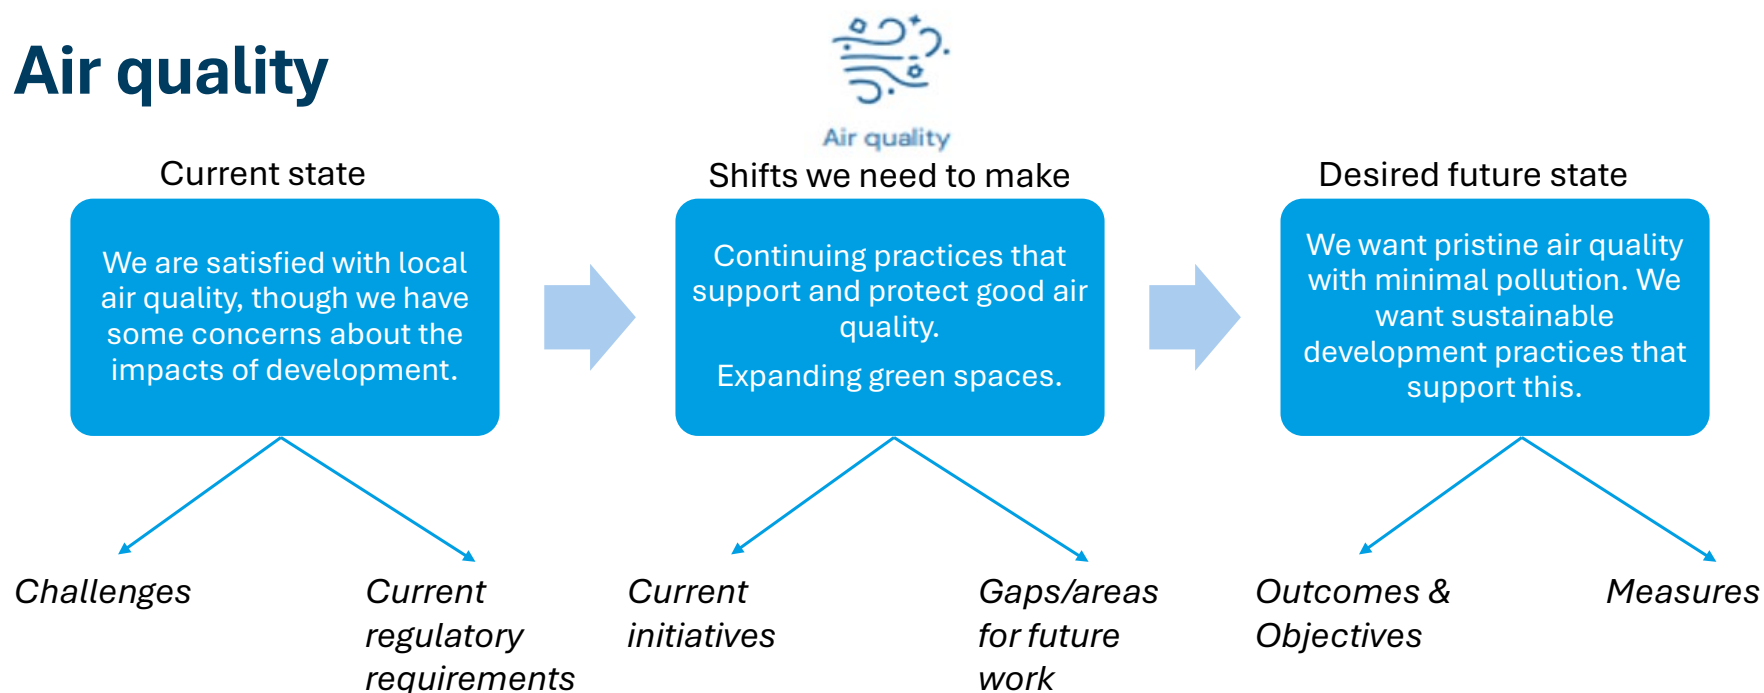 Air quality
Air quality
Current state
We are satisfied with local
air quality, though we have
some concerns about the
impacts of development.
Shifts we need to make
Continuing practices that
support and protect good air
quality.
Expanding green spaces.
Desired future state
We want pristine air quality
with minimal pollution. We
want sustainable
development practices that
support this.
Challenges
Current
regulatory
requirements
Current
initiatives
Gaps/areas
for future
work
Outcomes &
Objectives
Measures